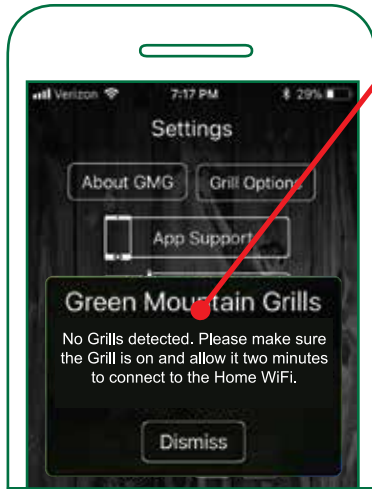 Verizon 7:17 PM 29%
Settings
About GMG Grill Options
App Support
Green Mountain Grills
No Grills detected. Please make sure
the Grill is on and allow it two minutes
to connect to the Home WiFi.
Dismiss